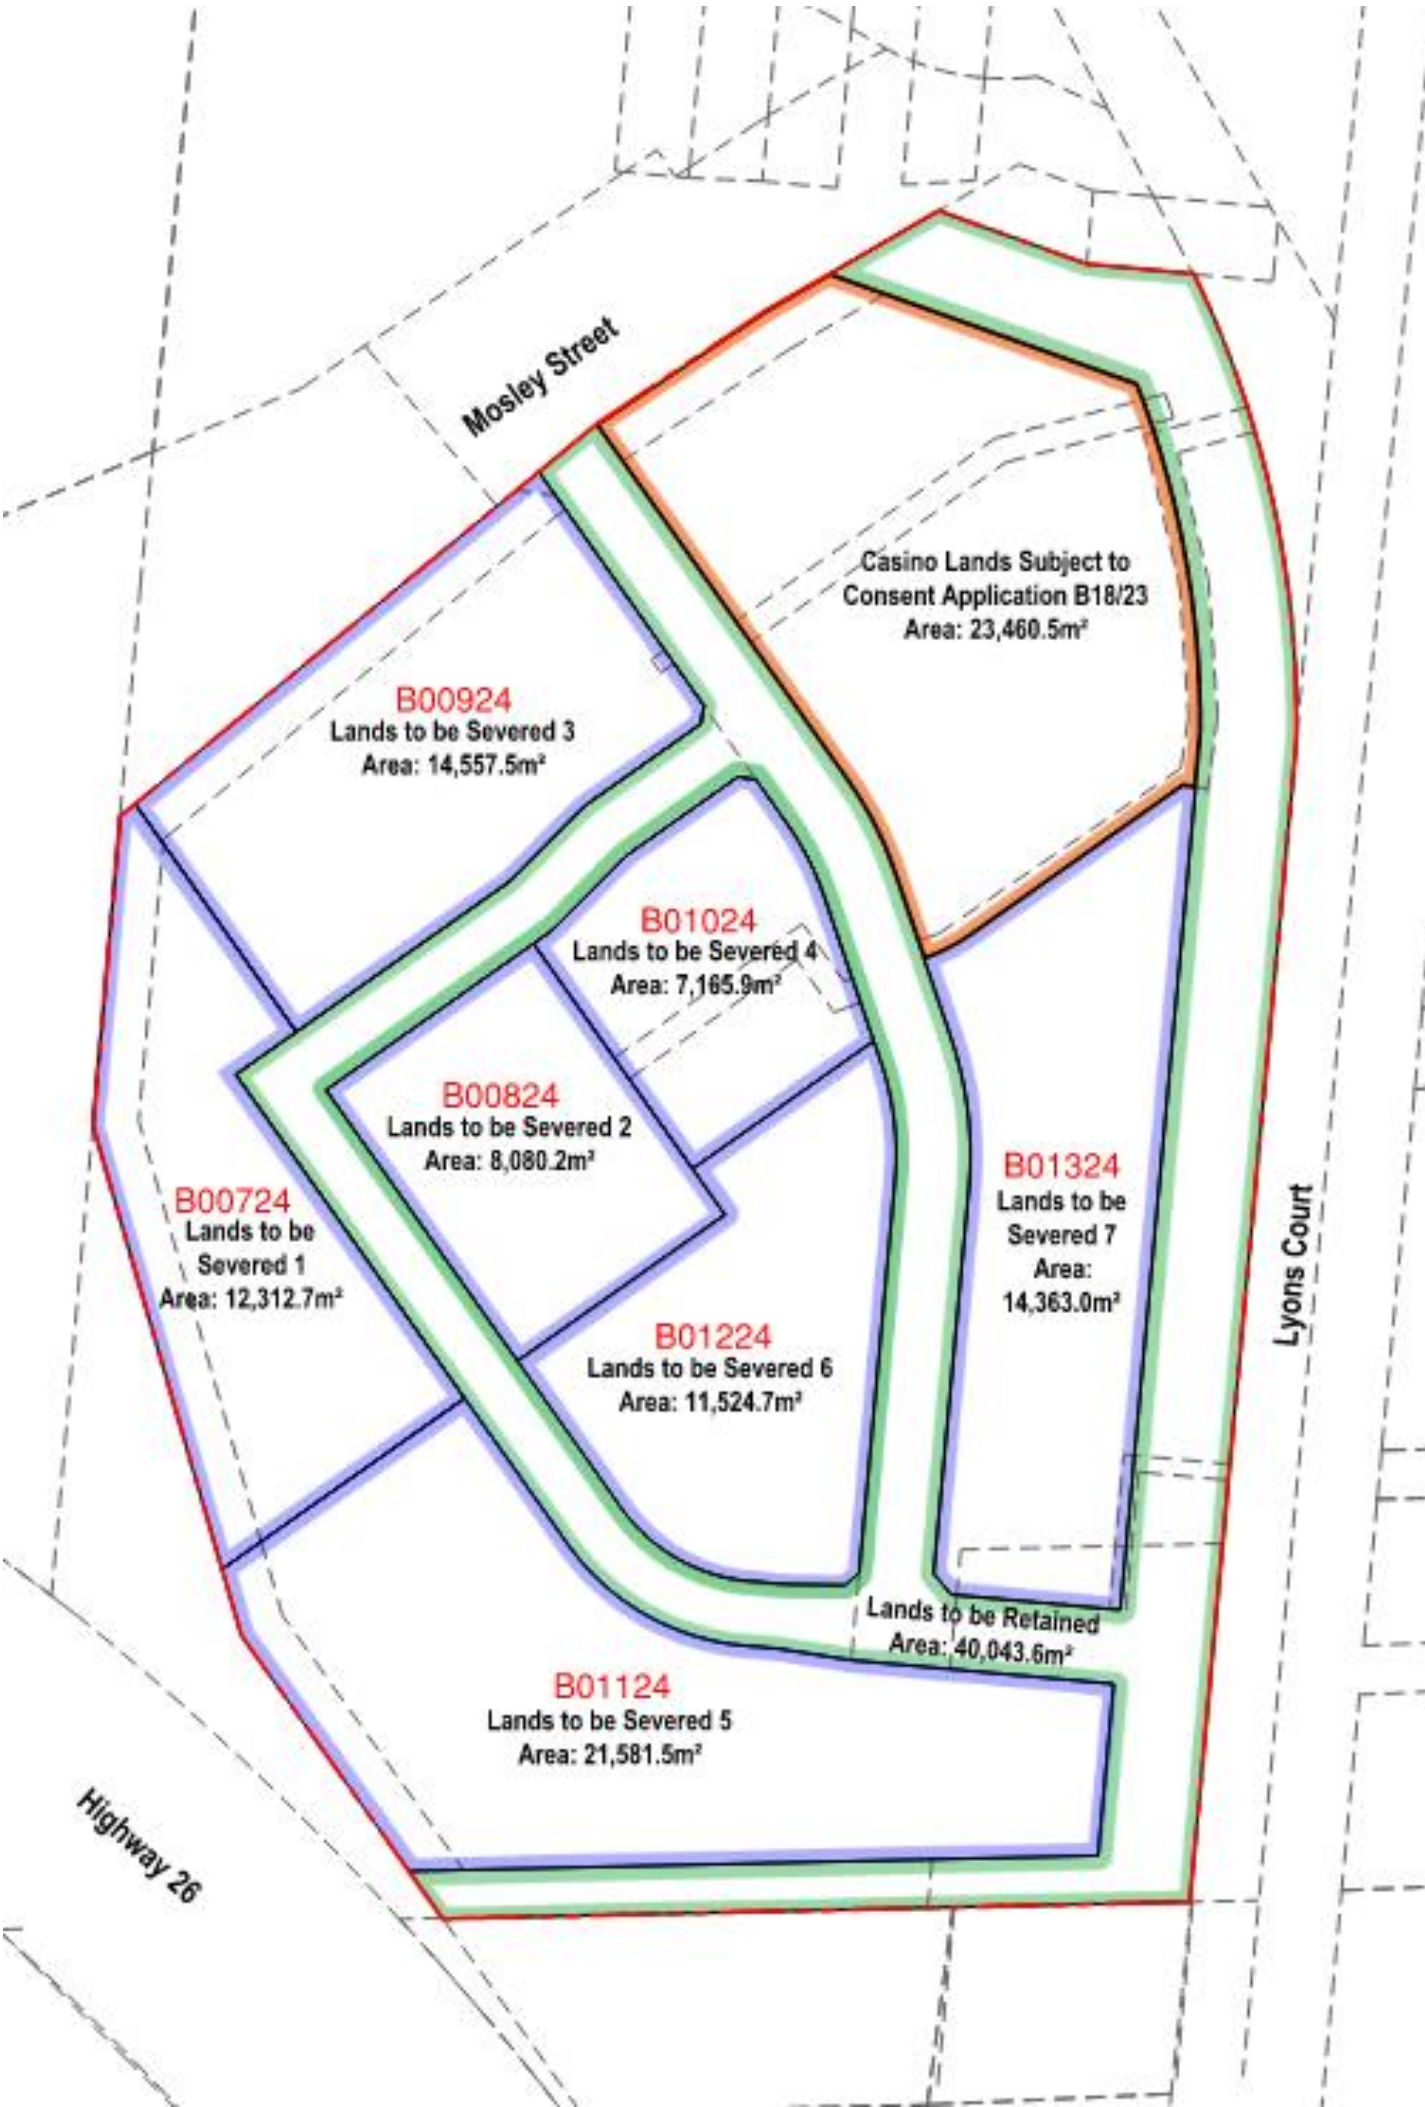 Mosley Street
Casino Lands Subject to
Consent Application B18/23
Area: 23,460.5m²
B00924
Lands to be Severed 3
Area: 14,557.5m²
B01024
Lands to be Severed 4
Area: 7,165.9m²
B00824
Lands to be Severed 2
Area: 8,080.2m²
B00724
Lands to be
Severed 1
Area: 12,312.7m²
B01324
Lands to be
Severed 7
Area:
14,363.0m²
Lyons Court
B01224
Lands to be Severed 6
Area: 11,524.7m²
Lands to be Retained
Area: 40,043.6m²
B01124
Lands to be Severed 5
Area: 21,581.5m²
Highway 26